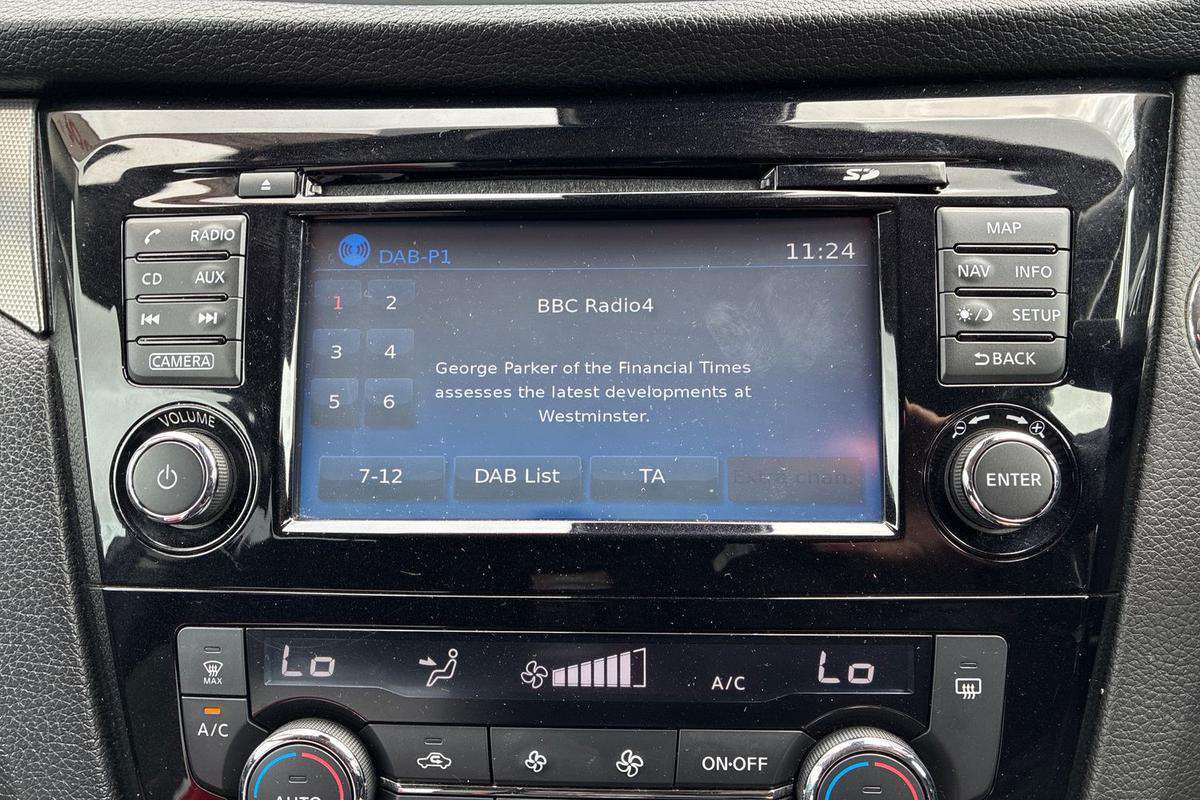 SD
RADIO
CD AUX
CAMERA
VOLUME
DAB-P1
11:24
1 2
3 4
5 6
BBC Radio4
George Parker of the Financial Times
assesses the latest developments at
Westminster.
7-12 DAB List TA
MAP
NAV INFO
SETUP
BACK
ENTER
MAX
A/C
Lo
A/C
Lo
ON·OFF
AUTO